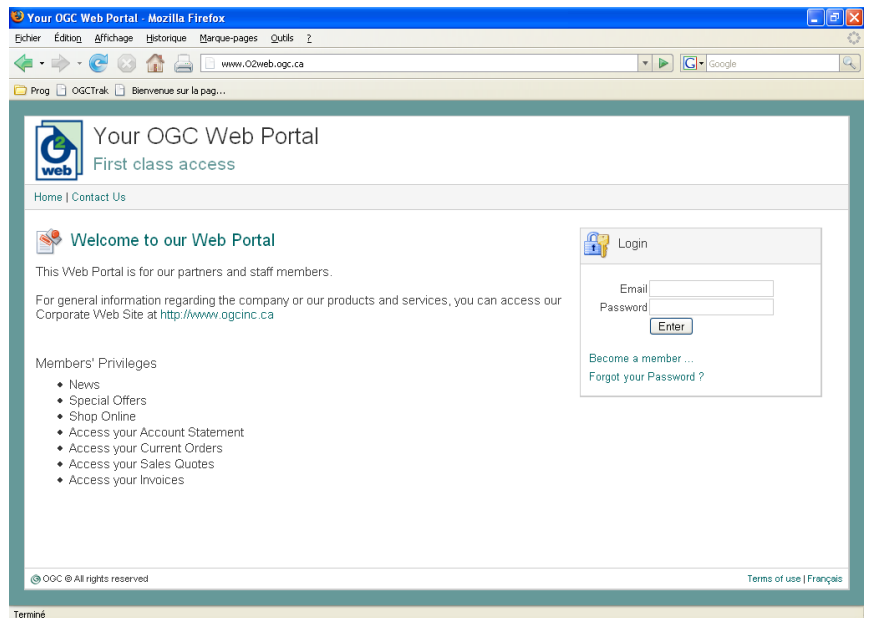 Your OGC Web Portal - Mozilla Firefox
Fichier Édition Affichage Historique Marque-pages Outils ?
www.O2web.ogc.ca
G Google
Prog OGCTrak Bienvenue sur la pag...
O2 web
Your OGC Web Portal
First class access
Home | Contact Us
Welcome to our Web Portal
This Web Portal is for our partners and staff members.
For general information regarding the company or our products and services, you can access our
Corporate Web Site at http://www.ogcinc.ca
Members' Privileges
News
Special Offers
Shop Online
Access your Account Statement
Access your Current Orders
Access your Sales Quotes
Access your Invoices
Login
Email
Password
Enter
Become a member ...
Forgot your Password ?
OGC © All rights reserved
Terms of use | Français
Terminé